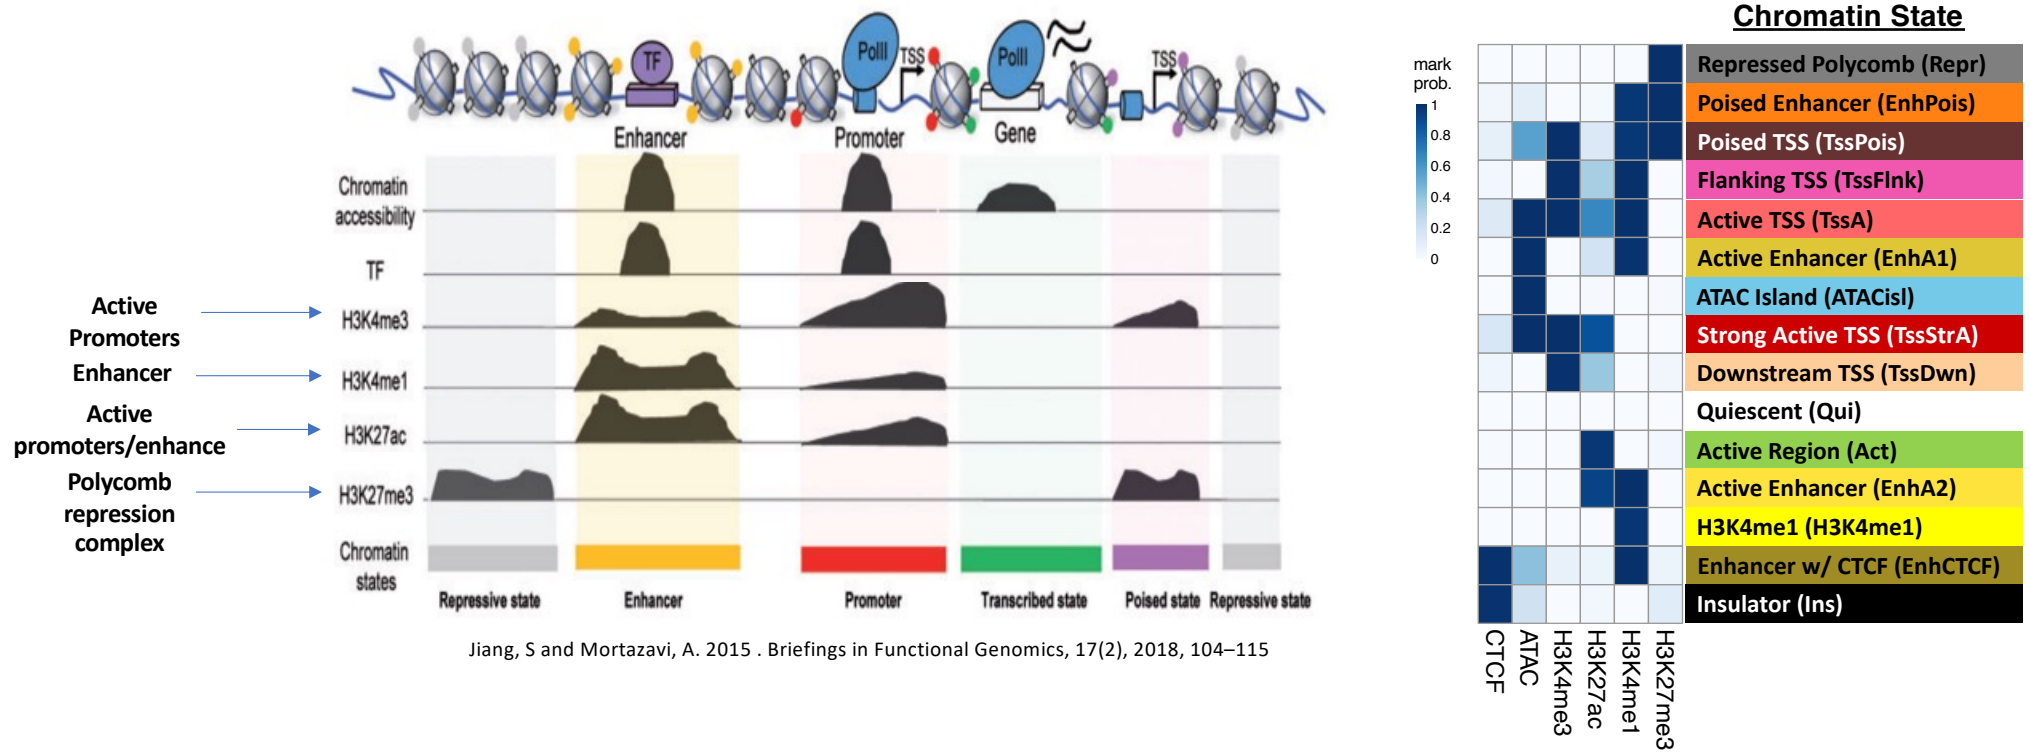 Chromatin State
TF
PolII
TSS
PolII
TSS
Enhancer
Promoter
Gene
Chromatin
accessibility
TF
H3K4me3
H3K4me1
H3K27ac
H3K27me3
Chromatin
states
Active
Promoters
Enhancer
Active
promoters/enhance
Polycomb
repression
complex
Repressive state
Enhancer
Promoter
Transcribed state
Poised state
Repressive state
Jiang, S and Mortazavi, A. 2015 . Briefings in Functional Genomics, 17(2), 2018, 104–115
mark
prob.
1
0.8
0.6
0.4
0.2
0
Repressed Polycomb (Repr)
Poised Enhancer (EnhPois)
Poised TSS (TssPois)
Flanking TSS (TssFlnk)
Active TSS (TssA)
Active Enhancer (EnhA1)
ATAC Island (ATACisl)
Strong Active TSS (TssStrA)
Downstream TSS (TssDwn)
Quiescent (Qui)
Active Region (Act)
Active Enhancer (EnhA2)
H3K4me1 (H3K4me1)
Enhancer w/ CTCF (EnhCTCF)
Insulator (Ins)
CTCF
ATAC
H3K4me3
H3K27ac
H3K4me1
H3K27me3